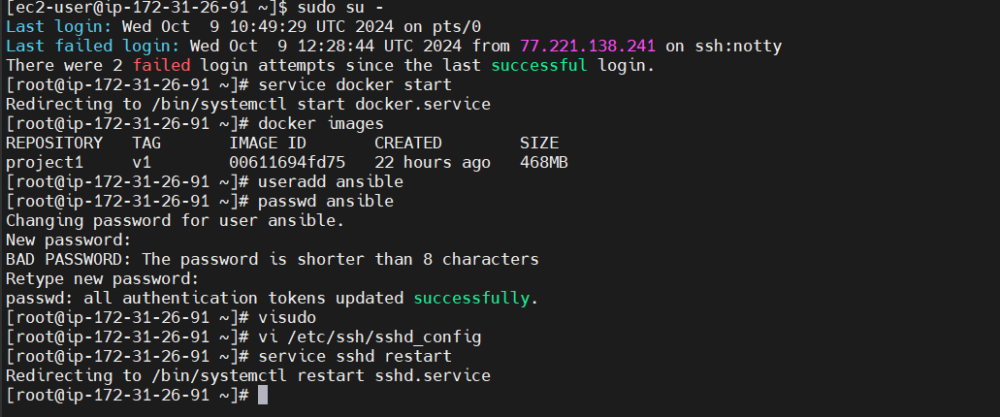 [ec2-user@ip-172-31-26-91 ~]$ sudo su -
Last login: Wed Oct  9 10:49:29 UTC 2024 on pts/0
Last failed login: Wed Oct  9 12:28:44 UTC 2024 from 77.221.138.241 on ssh:notty
There were 2 failed login attempts since the last successful login.
[root@ip-172-31-26-91 ~]# service docker start
Redirecting to /bin/systemctl start docker.service
[root@ip-172-31-26-91 ~]# docker images
REPOSITORY   TAG       IMAGE ID       CREATED        SIZE
project1     v1        00611694fd75   22 hours ago   468MB
[root@ip-172-31-26-91 ~]# useradd ansible
[root@ip-172-31-26-91 ~]# passwd ansible
Changing password for user ansible.
New password:
BAD PASSWORD: The password is shorter than 8 characters
Retype new password:
passwd: all authentication tokens updated successfully.
[root@ip-172-31-26-91 ~]# visudo
[root@ip-172-31-26-91 ~]# vi /etc/ssh/sshd_config
[root@ip-172-31-26-91 ~]# service sshd restart
Redirecting to /bin/systemctl restart sshd.service
[root@ip-172-31-26-91 ~]#